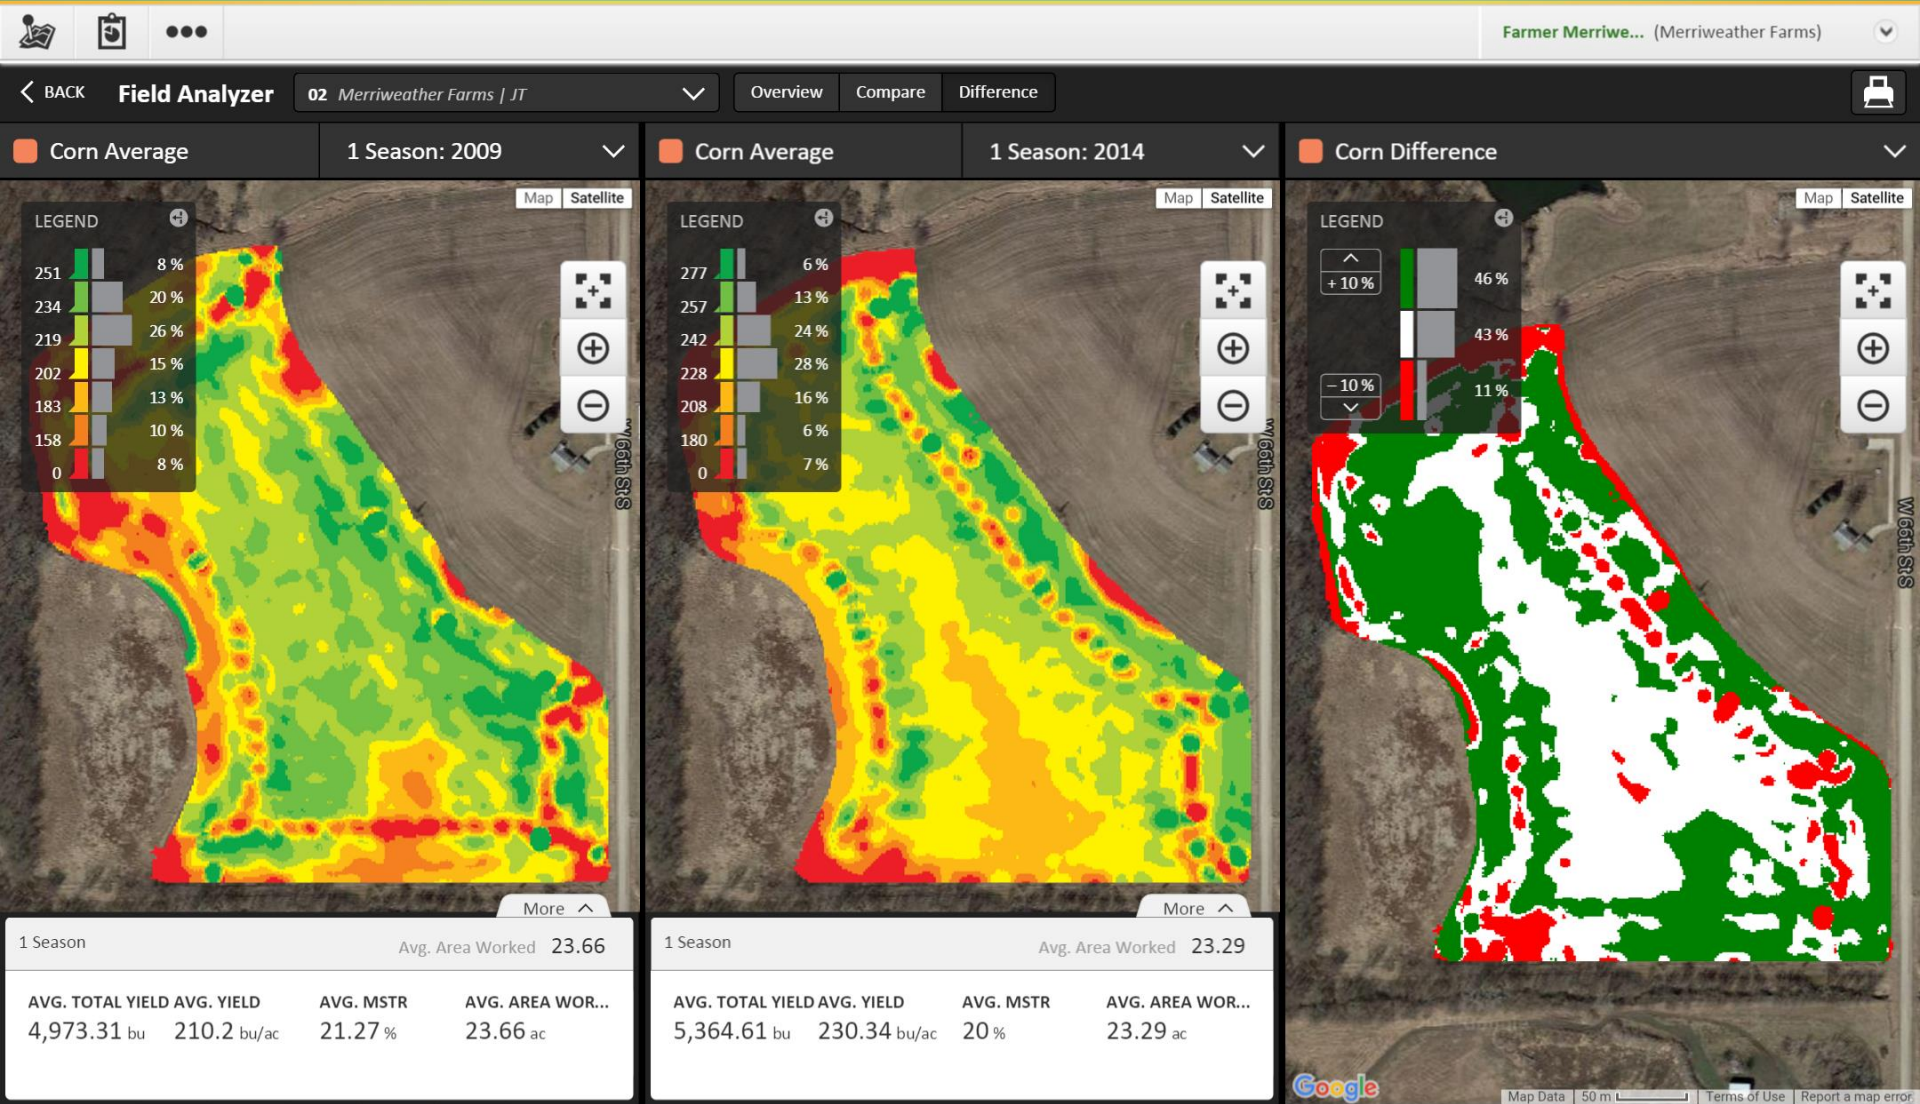 Farmer Merriwe... (Merriweather Farms)
BACK Field Analyzer 02 Merriweather Farms | JT Overview Compare Difference
Corn Average 1 Season: 2009
Map Satellite
LEGEND
8 %
251
20 %
234
26 %
219
15 %
202
13 %
183
10 %
158
8 %
0
W 66th St S
More
1 Season Avg. Area Worked 23.66
AVG. TOTAL YIELD AVG. YIELD AVG. MSTR AVG. AREA WOR...
4,973.31 bu 210.2 bu/ac 21.27 % 23.66 ac
Corn Average 1 Season: 2014
Map Satellite
LEGEND
6 %
277
13 %
257
24 %
242
28 %
228
16 %
208
6 %
180
7 %
0
W 66th St S
More
1 Season Avg. Area Worked 23.29
AVG. TOTAL YIELD AVG. YIELD AVG. MSTR AVG. AREA WOR...
5,364.61 bu 230.34 bu/ac 20 % 23.29 ac
Corn Difference
Map Satellite
LEGEND
+ 10 % 46 %
43 %
– 10 % 11 %
W 66th St S
Google
Map Data 50 m Terms of Use Report a map error